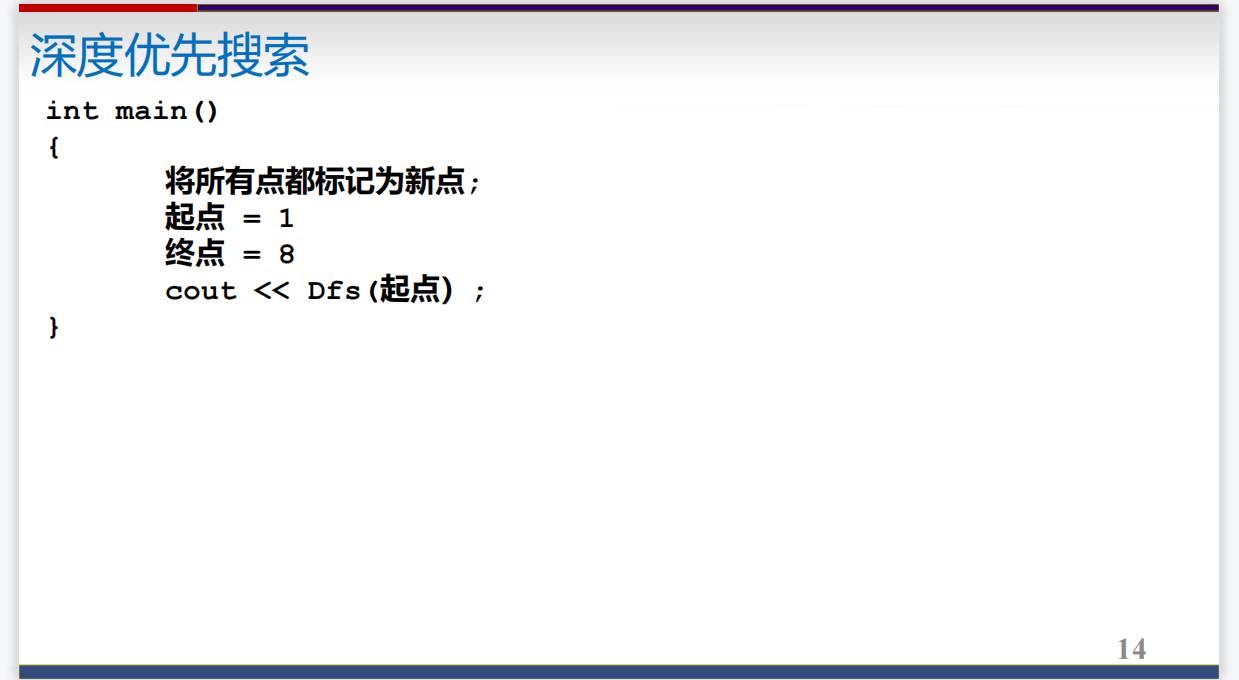 深度优先搜索
int main()
{
将所有点都标记为新点;
起点 = 1
终点 = 8
cout << Dfs(起点) ;
}
14